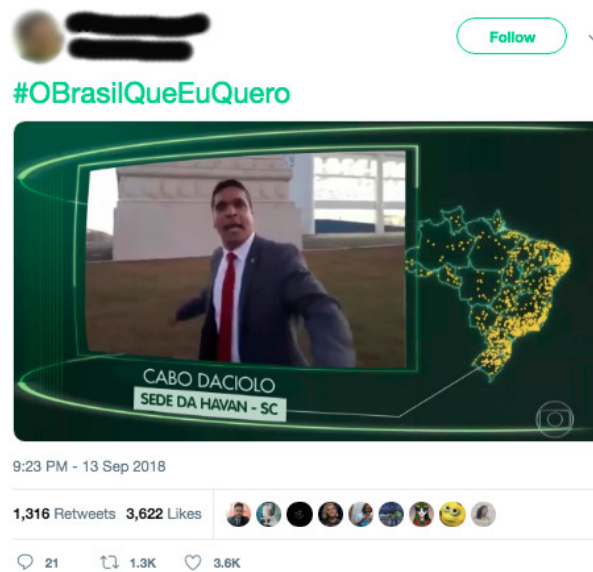 Follow
#OBrasilQueEuQuero
CABO DACIOLO
SEDE DA HAVAN - SC
9:23 PM - 13 Sep 2018
1,316 Retweets 3,622 Likes
21 1.3K 3.6K